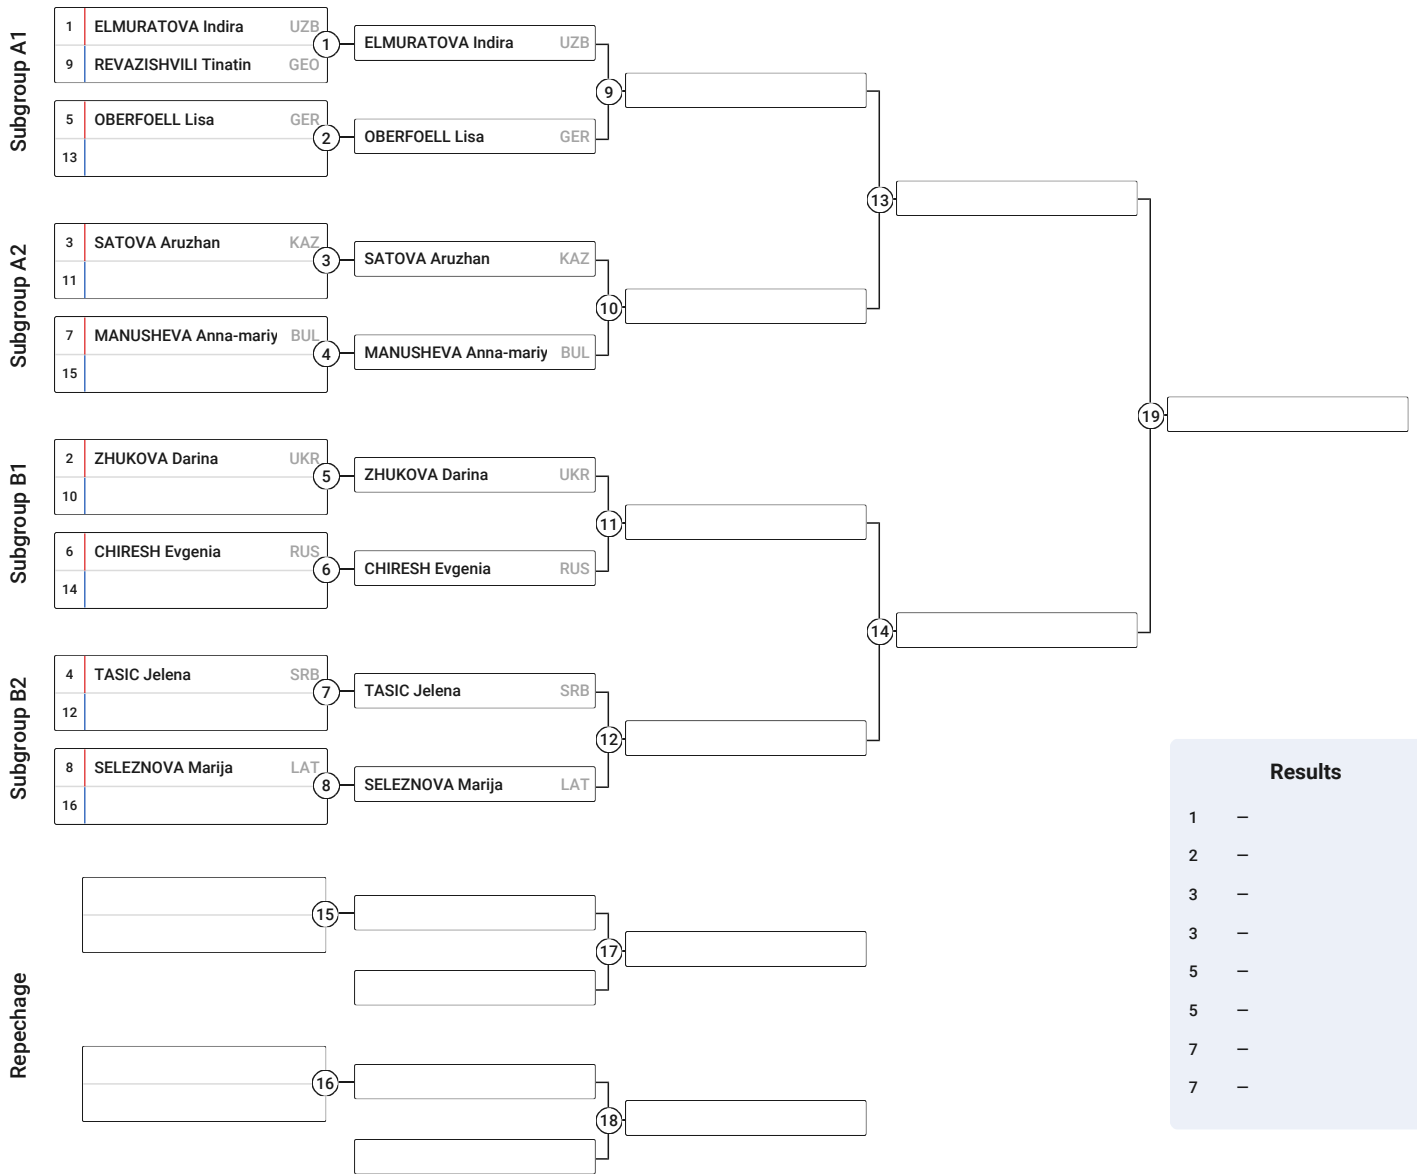 Subgroup A1
1 ELMURATOVA Indira UZB
9 REVAZISHVILI Tinatin GEO
1
ELMURATOVA Indira UZB
5 OBERFOELL Lisa GER
13
2
OBERFOELL Lisa GER
9
Subgroup A2
3 SATOVA Aruzhan KAZ
11
3
SATOVA Aruzhan KAZ
7 MANUSHEVA Anna-mariy BUL
15
4
MANUSHEVA Anna-mariy BUL
10
13
Subgroup B1
2 ZHUKOVA Darina UKR
10
5
ZHUKOVA Darina UKR
6 CHIRESH Evgenia RUS
14
6
CHIRESH Evgenia RUS
11
Subgroup B2
4 TASIC Jelena SRB
12
7
TASIC Jelena SRB
8 SELEZNOVA Marija LAT
16
8
SELEZNOVA Marija LAT
12
14
19
Repechage
15
17
16
18
Results
1 –
2 –
3 –
3 –
5 –
5 –
7 –
7 –